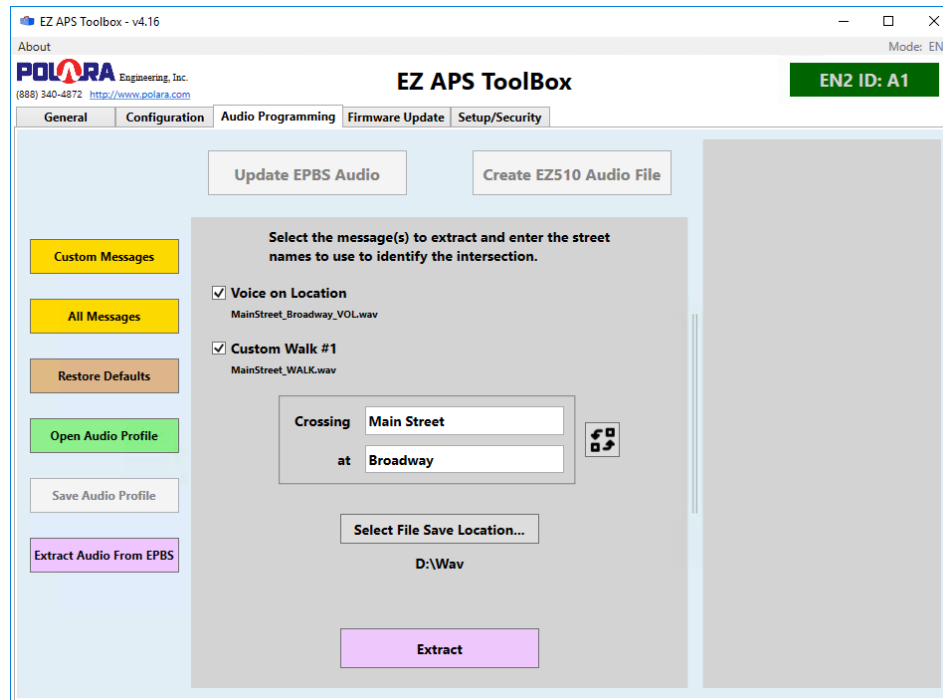 EZ APS Toolbox - v4.16
About
Mode: EN
POLARA Engineering, Inc.
(888) 340-4872 http://www.polara.com
EZ APS ToolBox
EN2 ID: A1
General Configuration Audio Programming Firmware Update Setup/Security
Update EPBS Audio
Create EZ510 Audio File
Custom Messages
All Messages
Restore Defaults
Open Audio Profile
Save Audio Profile
Extract Audio From EPBS
Select the message(s) to extract and enter the street
names to use to identify the intersection.
Voice on Location
MainStreet_Broadway_VOL.wav
Custom Walk #1
MainStreet_WALK.wav
Crossing Main Street
at Broadway
Select File Save Location...
D:\Wav
Extract